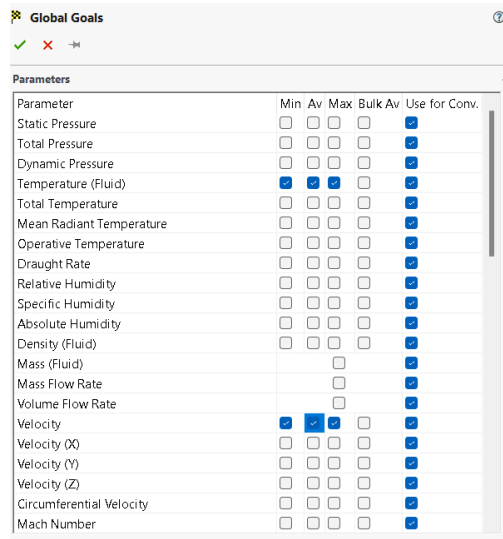 Global Goals
Parameters
Parameter Min Av Max Bulk Av Use for Conv.
Static Pressure
Total Pressure
Dynamic Pressure
Temperature (Fluid)
Total Temperature
Mean Radiant Temperature
Operative Temperature
Draught Rate
Relative Humidity
Specific Humidity
Absolute Humidity
Density (Fluid)
Mass (Fluid)
Mass Flow Rate
Volume Flow Rate
Velocity
Velocity (X)
Velocity (Y)
Velocity (Z)
Circumferential Velocity
Mach Number